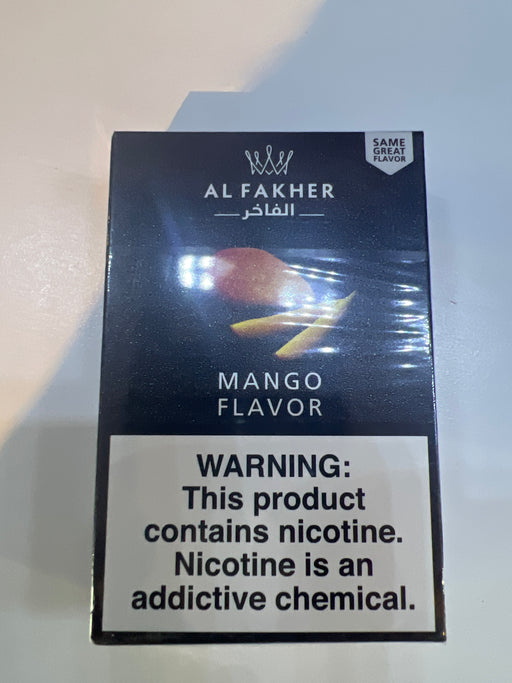 SAME
GREAT
FLAVOR
AL FAKHER
الفاخر
MANGO
FLAVOR
WARNING:
This product
contains nicotine.
Nicotine is an
addictive chemical.